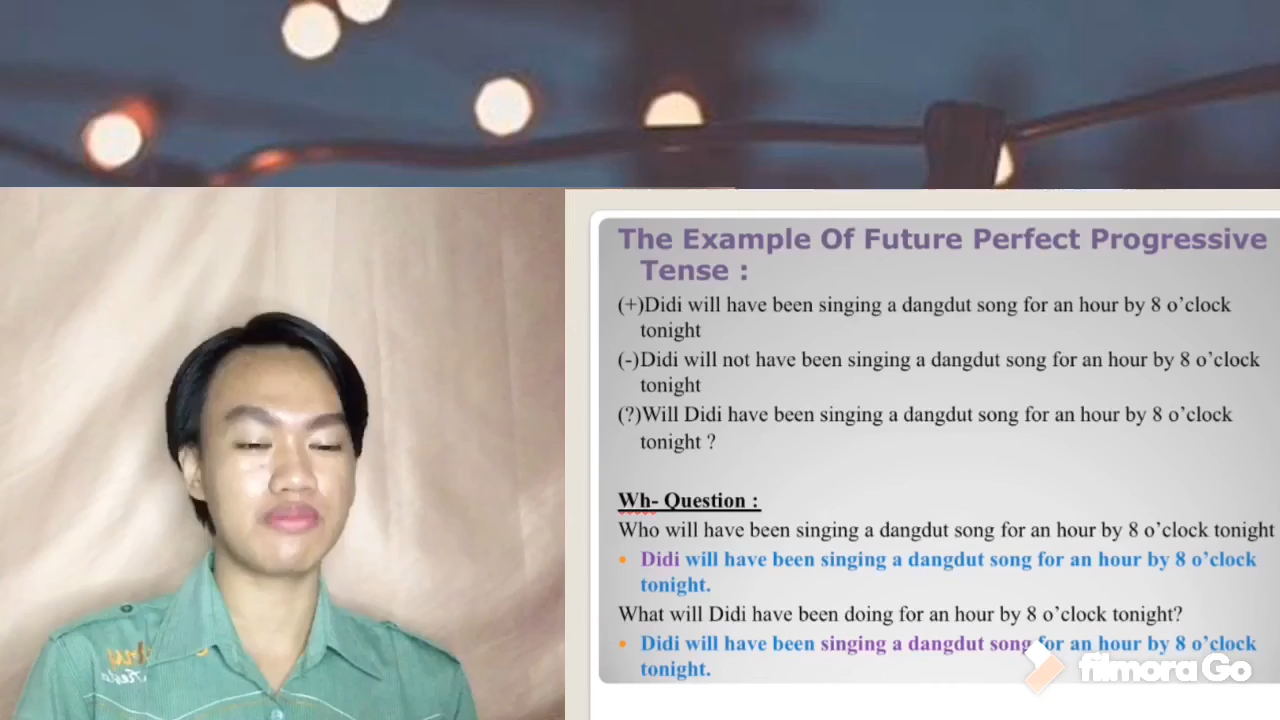 The Example Of Future Perfect Progressive
Tense :
(+)Didi will have been singing a dangdut song for an hour by 8 o’clock
tonight
(-)Didi will not have been singing a dangdut song for an hour by 8 o’clock
tonight
(?)Will Didi have been singing a dangdut song for an hour by 8 o’clock
tonight ?
Wh- Question :
Who will have been singing a dangdut song for an hour by 8 o’clock tonight
• Didi will have been singing a dangdut song for an hour by 8 o’clock
tonight.
What will Didi have been doing for an hour by 8 o’clock tonight?
• Didi will have been singing a dangdut song for an hour by 8 o’clock
tonight.
filmora Go